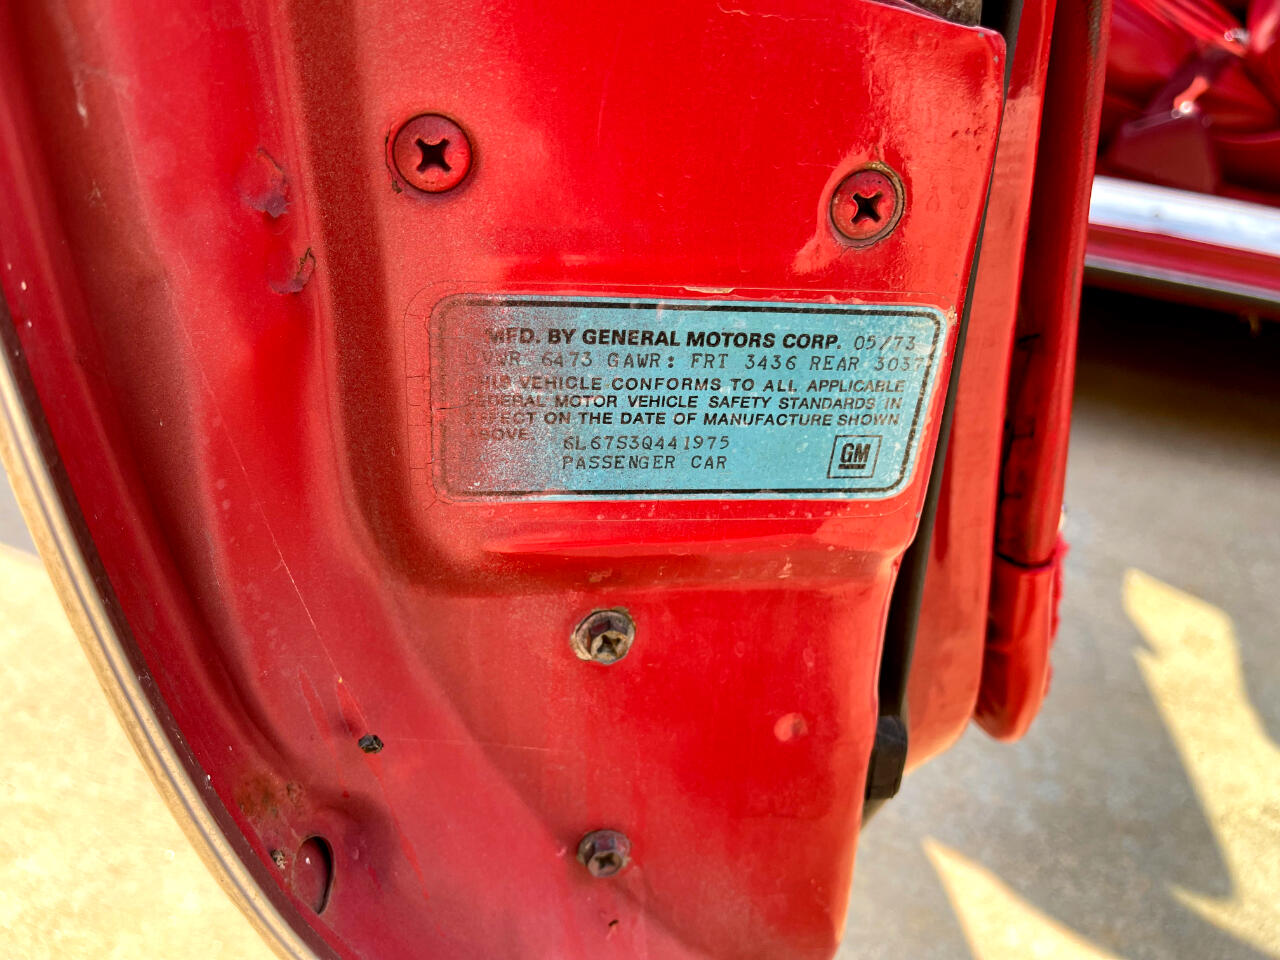 MFD. BY GENERAL MOTORS CORP. 05/73
GVWR 6473 GAWR: FRT 3436 REAR 3037
THIS VEHICLE CONFORMS TO ALL APPLICABLE
FEDERAL MOTOR VEHICLE SAFETY STANDARDS IN
EFFECT ON THE DATE OF MANUFACTURE SHOWN
ABOVE.
6L67S3Q441975
PASSENGER CAR
GM